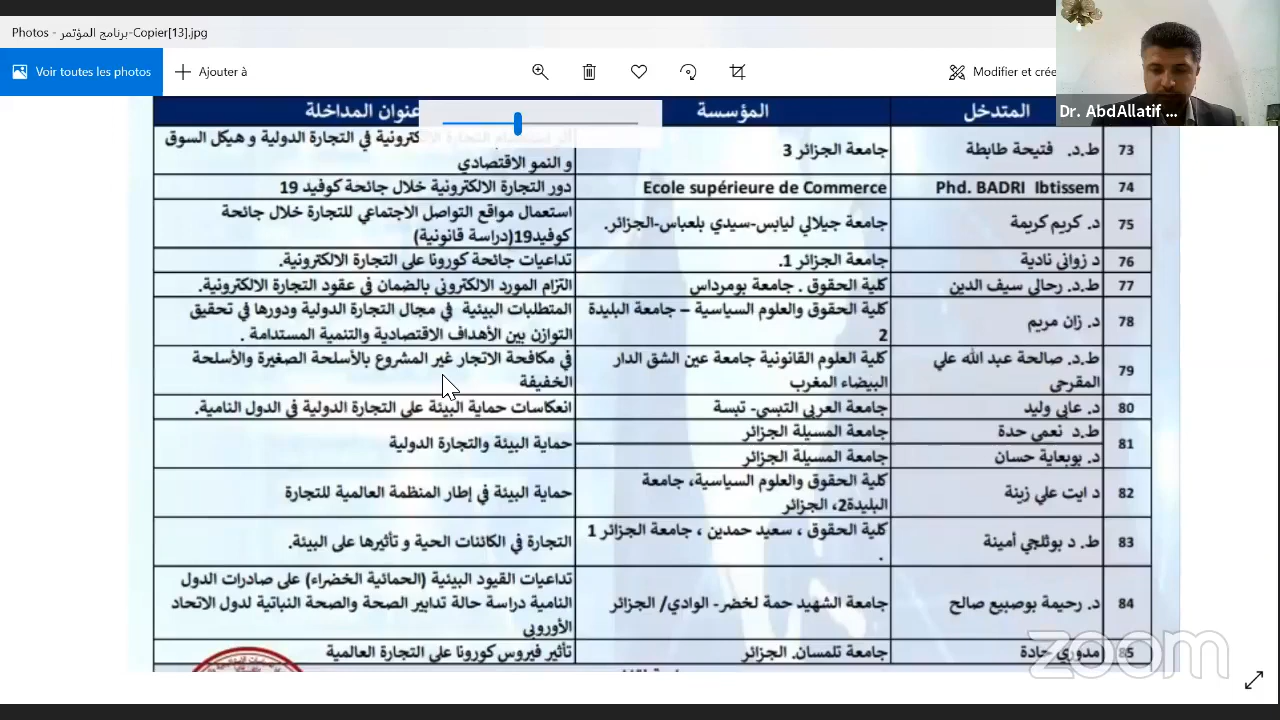 Photos - برنامج المؤتمر-Copier[13].jpg
Voir toutes les photos
Ajouter à
Modifier et crée
Dr. AbdAllatif ...
المتدخل المؤسسة عنوان المداخلة
73 ط.د. فتيحة طابطة جامعة الجزائر 3 كترونية في التجارة الدولية و هيكل السوق
و النمو الاقتصادي
74 Phd. BADRI Ibtissem Ecole supérieure de Commerce دور التجارة الالكترونية خلال جائحة كوفيد 19
75 د. كريم كريمة جامعة جيلالي ليابس-سيدي بلعباس-الجزائر. استعمال مواقع التواصل الاجتماعي للتجارة خلال جائحة
كوفيد19(دراسة قانونية)
76 د زواني نادية جامعة الجزائر 1. تداعيات جائحة كورونا على التجارة الالكترونية.
77 ط.د. رحالي سيف الدين كلية الحقوق . جامعة بومرداس التزام المورد الالكتروني بالضمان في عقود التجارة الالكترونية.
78 د. زان مريم كلية الحقوق والعلوم السياسية – جامعة البليدة المتطلبات البيئية في مجال التجارة الدولية ودورها في تحقيق
2 التوازن بين الأهداف الاقتصادية والتنمية المستدامة .
79 ط.د. صالحة عبد الله علي كلية العلوم القانونية جامعة عين الشق الدار في مكافحة الاتجار غير المشروع بالأسلحة الصغيرة والأسلحة
المقرحي البيضاء المغرب الخفيفة
80 د. عابي وليد جامعة العربي التبسي- تبسة انعكاسات حماية البيئة على التجارة الدولية في الدول النامية.
81 ط.د نعمي حدة جامعة المسيلة الجزائر حماية البيئة والتجارة الدولية
د. بوبعاية حسان جامعة المسيلة الجزائر
82 د ايت علي زينة كلية الحقوق والعلوم السياسية، جامعة حماية البيئة في إطار المنظمة العالمية للتجارة
البليدة2، الجزائر
83 ط. د بوثلجي أمينة كلية الحقوق ، سعيد حمدين ، جامعة الجزائر 1 التجارة في الكائنات الحية و تأثيرها على البيئة.
.
84 د. رحيمة بوصبيع صالح جامعة الشهيد حمة لخضر- الوادي/ الجزائر تداعيات القيود البيئية (الحمائية الخضراء) على صادرات الدول
النامية دراسة حالة تدابير الصحة والصحة النباتية لدول الاتحاد
الأوروبي
85 مدوري حادة جامعة تلمسان. الجزائر تأثير فيروس كورونا على التجارة العالمية
zoom